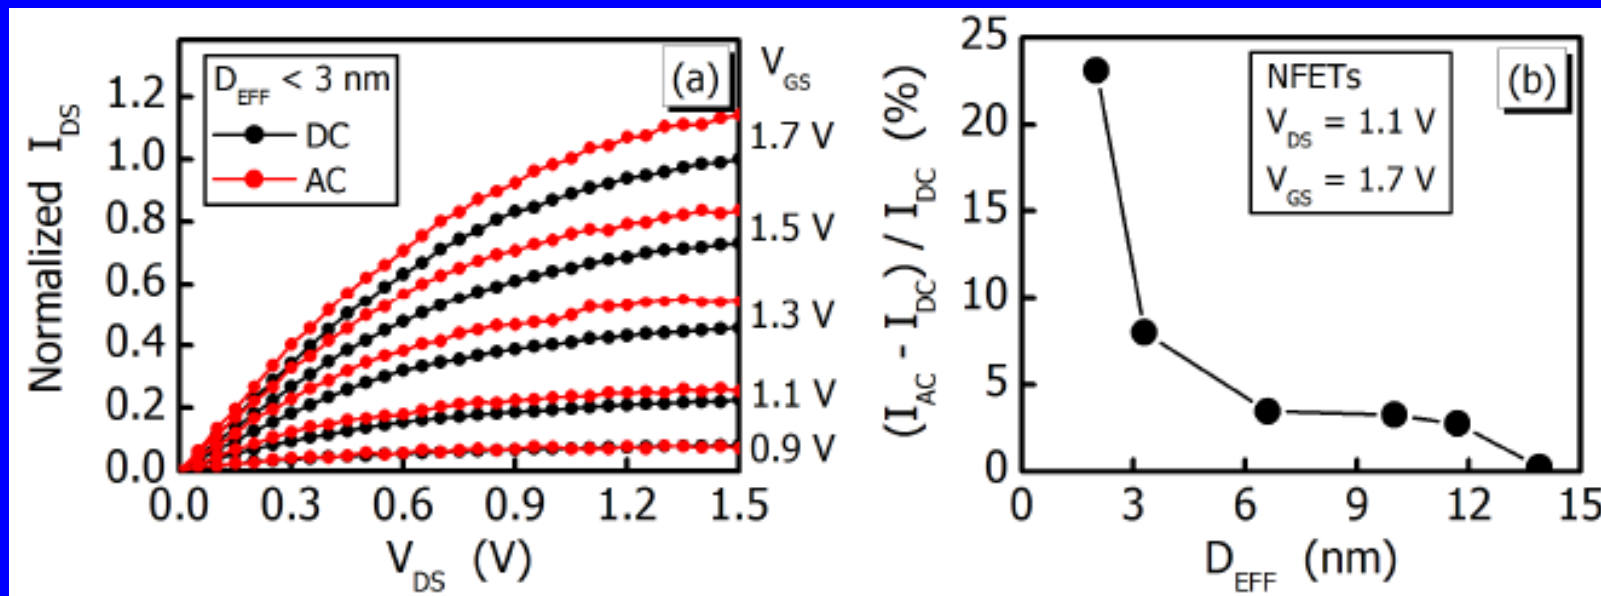 Normalized I_DS
1.2
1.0
0.8
0.6
0.4
0.2
0.0
D_EFF < 3 nm
DC
AC
(a)
V_GS
1.7 V
1.5 V
1.3 V
1.1 V
0.9 V
0.0 0.3 0.6 0.9 1.2 1.5
V_DS (V)
(I_AC - I_DC) / I_DC (%)
25
20
15
10
5
0
NFETs
V_DS = 1.1 V
V_GS = 1.7 V
(b)
0 3 6 9 12 15
D_EFF (nm)